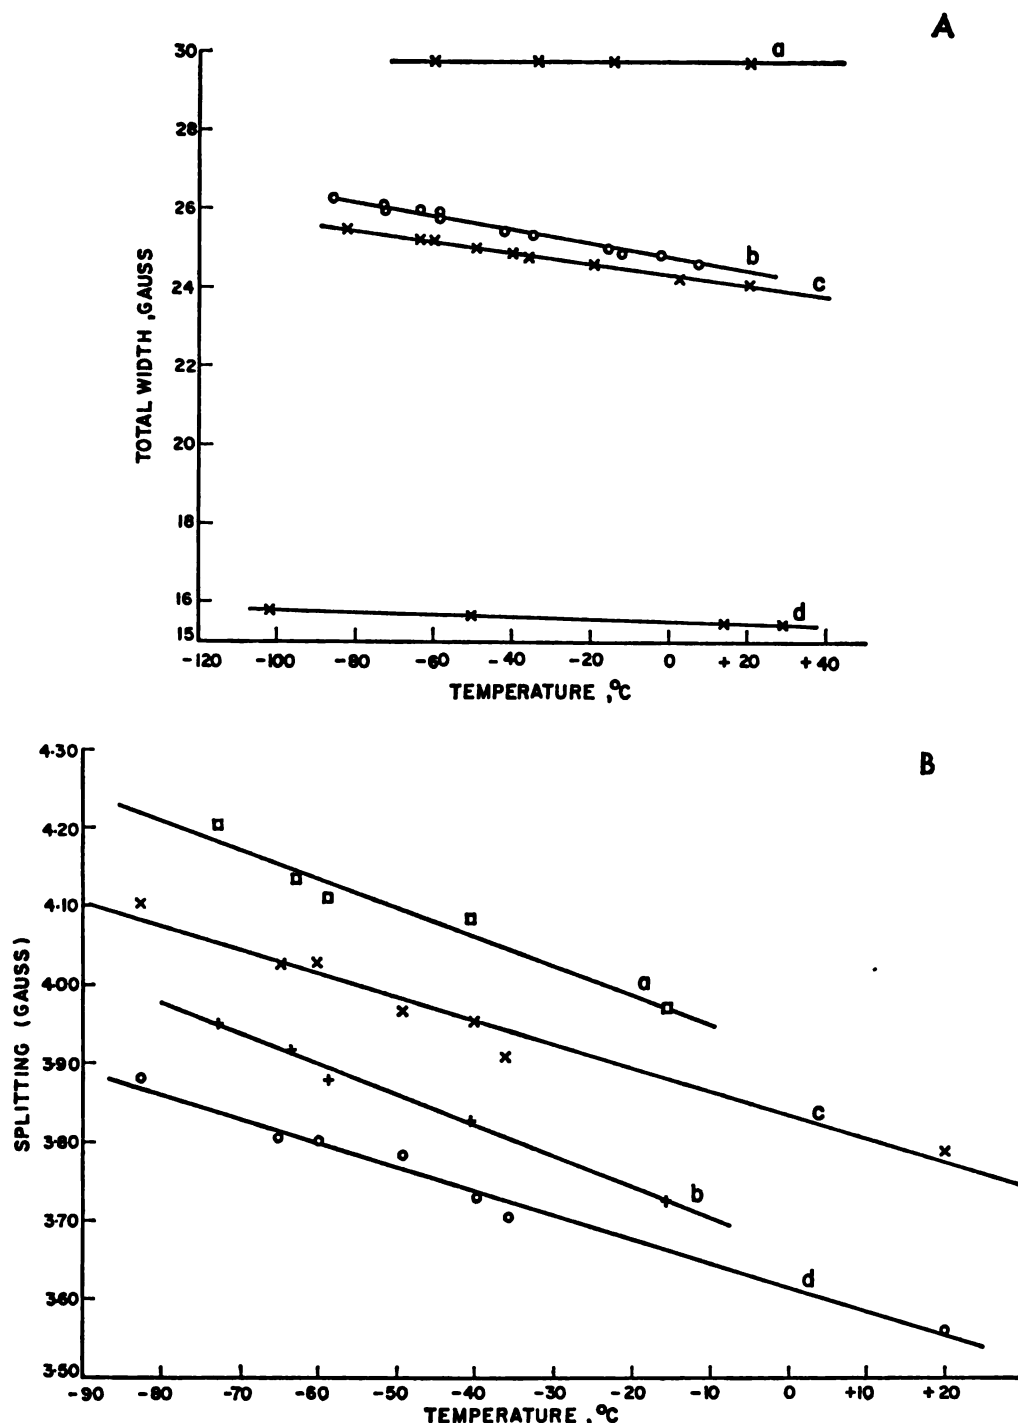 A
30
28
26
24
22
20
18
16
15
TOTAL WIDTH , GAUSS
a
b
c
d
-120 -100 -80 -60 -40 -20 0 +20 +40
TEMPERATURE , °C
B
4.30
4.20
4.10
4.00
3.90
3.80
3.70
3.60
3.50
SPLITTING (GAUSS)
a
c
b
d
-90 -80 -70 -60 -50 -40 -30 -20 -10 0 +10 +20
TEMPERATURE , °C